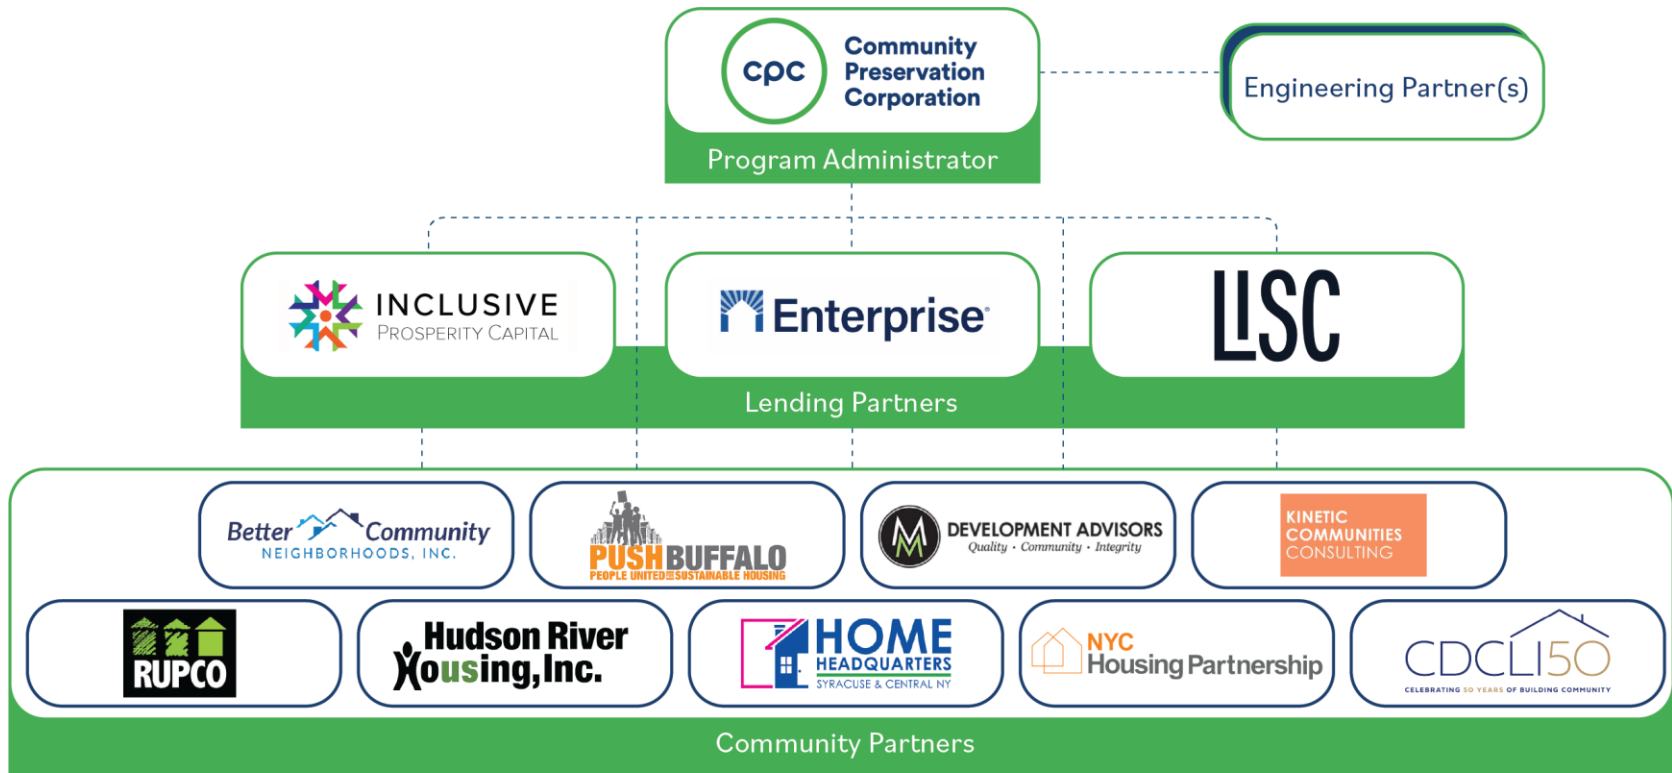 cpc
Community
Preservation
Corporation
Engineering Partner(s)
Program Administrator
INCLUSIVE
PROSPERITY CAPITAL
Enterprise
LISC
Lending Partners
Better Community
NEIGHBORHOODS, INC.
PUSH BUFFALO
PEOPLE UNITED FOR SUSTAINABLE HOUSING
MM
DEVELOPMENT ADVISORS
Quality · Community · Integrity
KINETIC
COMMUNITIES
CONSULTING
RUPCO
Hudson River
Housing, Inc.
HOME
HEADQUARTERS
SYRACUSE & CENTRAL NY
NYC
Housing Partnership
CDCLI50
CELEBRATING 50 YEARS OF BUILDING COMMUNITY
Community Partners